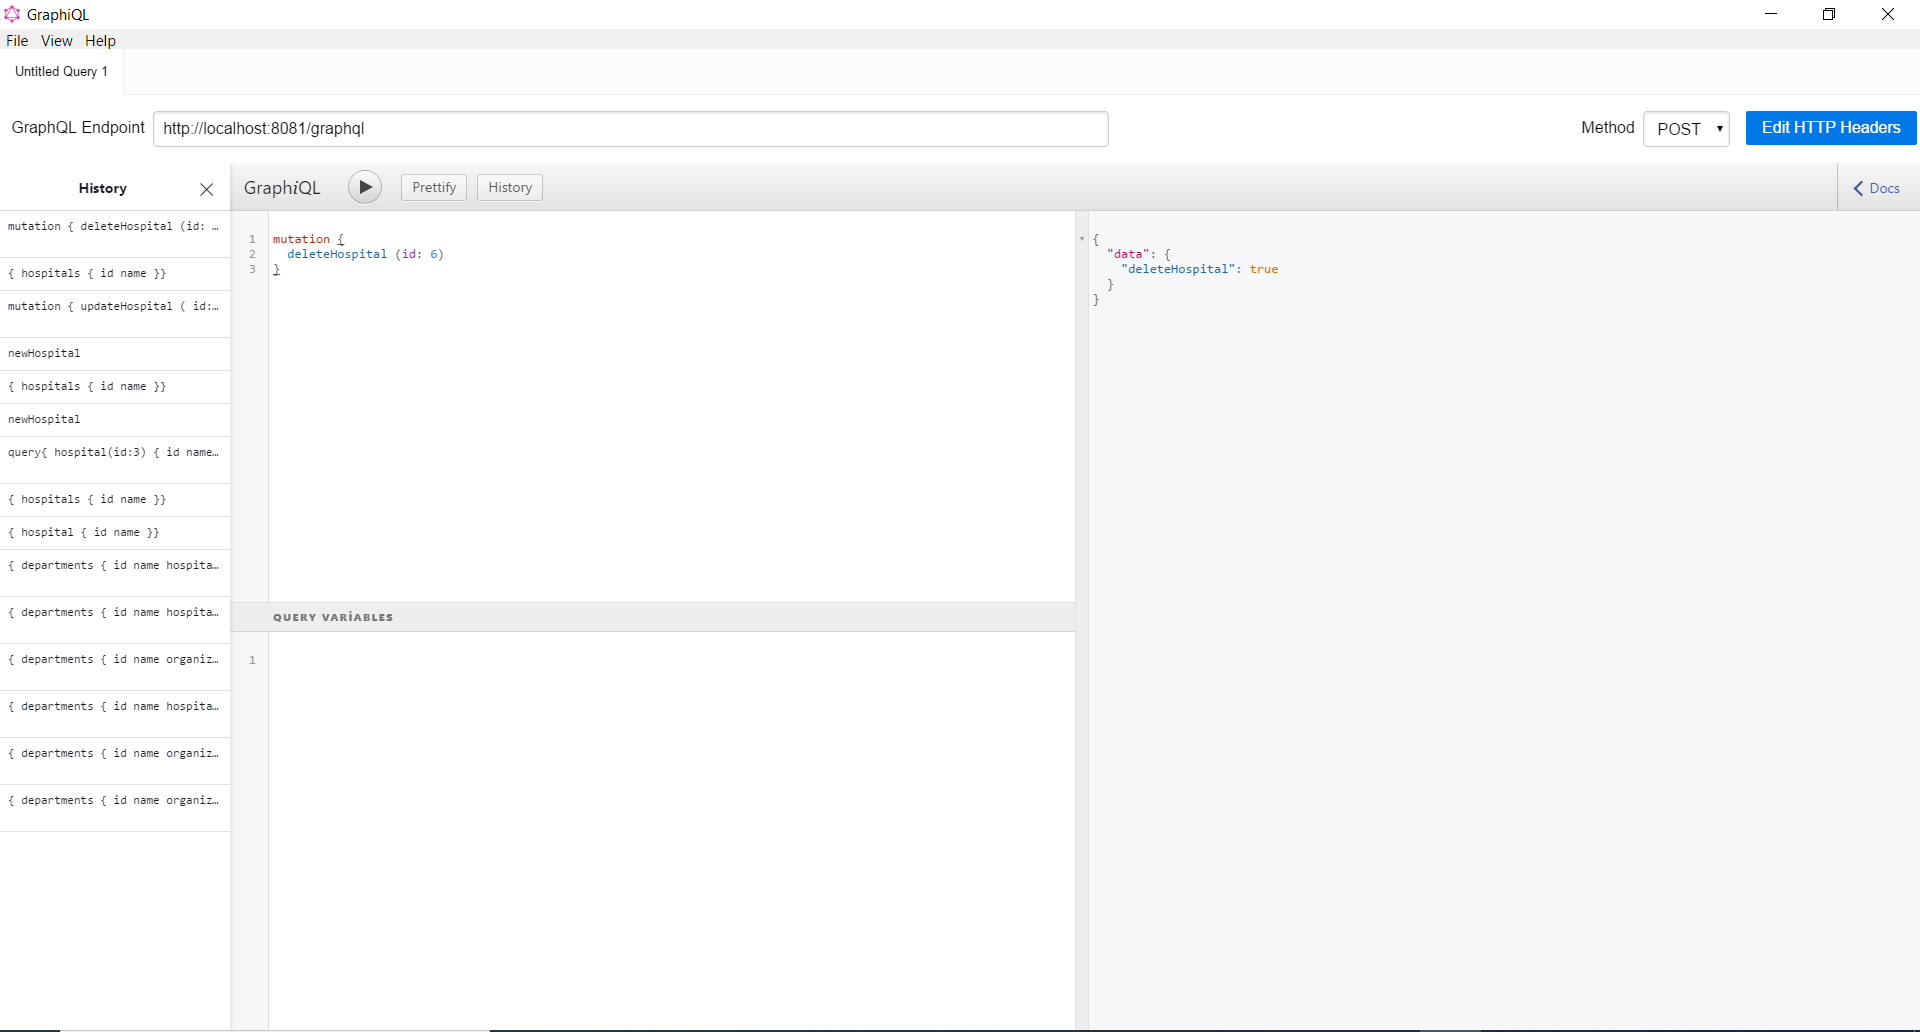 GraphiQL
File View Help
Untitled Query 1
GraphQL Endpoint http://localhost:8081/graphql Method POST Edit HTTP Headers
History
GraphiQL Prettify History Docs
mutation { deleteHospital (id: …
{ hospitals { id name }}
mutation { updateHospital ( id:…
newHospital
{ hospitals { id name }}
newHospital
query{ hospital(id:3) { id name…
{ hospitals { id name }}
{ hospital { id name }}
{ departments { id name hospita…
{ departments { id name hospita…
{ departments { id name organiz…
{ departments { id name hospita…
{ departments { id name organiz…
{ departments { id name organiz…
1 mutation {
2 deleteHospital (id: 6)
3 }
QUERY VARİABLES
1
{
"data": {
"deleteHospital": true
}
}